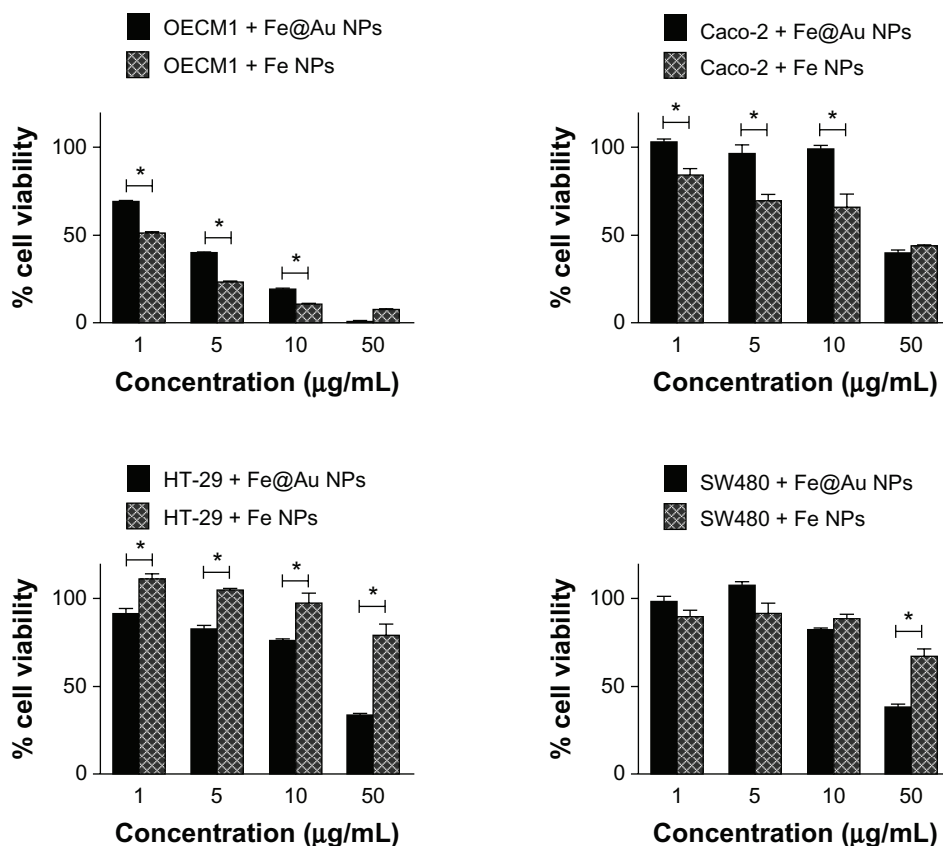 OECM1 + Fe@Au NPs
OECM1 + Fe NPs
% cell viability
100
50
0
*
*
*
1 5 10 50
Concentration (μg/mL)
Caco-2 + Fe@Au NPs
Caco-2 + Fe NPs
% cell viability
100
50
0
*
*
*
1 5 10 50
Concentration (μg/mL)
HT-29 + Fe@Au NPs
HT-29 + Fe NPs
% cell viability
100
50
0
*
*
*
*
1 5 10 50
Concentration (μg/mL)
SW480 + Fe@Au NPs
SW480 + Fe NPs
% cell viability
100
50
0
*
1 5 10 50
Concentration (μg/mL)